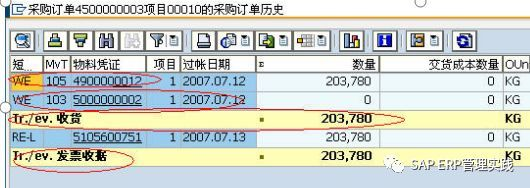 采购订单4500000003项目00010的采购订单历史
短... MvT 物料凭证 项目 过帐日期 Σ 数量 交货成本数量 OUn
WE 105 4900000012 1 2007.07.12 203,780 0 KG
WE 103 5000000002 1 2007.07.12 0 0 KG
Tr./ev. 收货 203,780 KG
RE-L 5105600751 1 2007.07.13 203,780 0 KG
Tr./ev. 发票收据 203,780 KG
SAP ERP管理实践